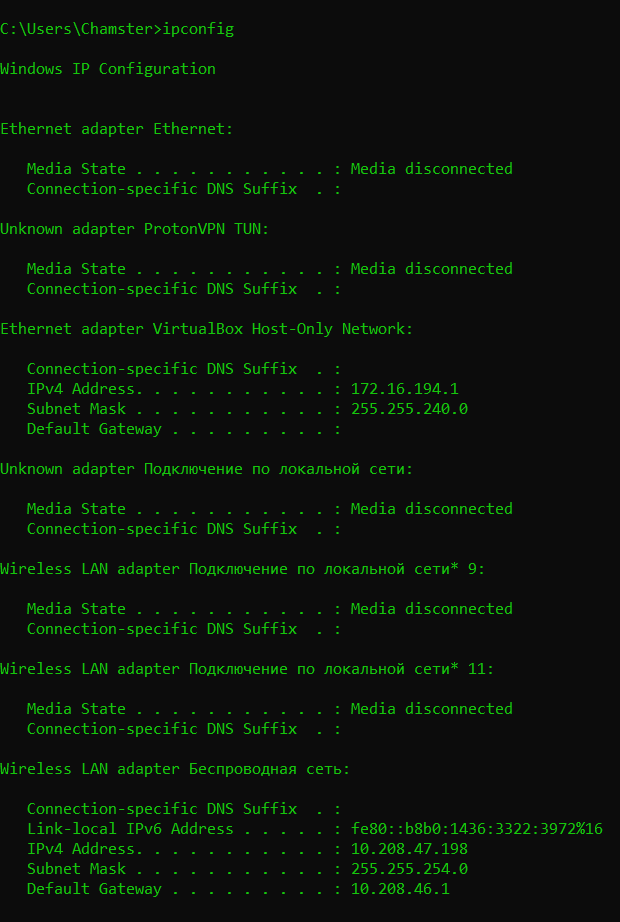 C:\Users\Chamster>ipconfig
Windows IP Configuration
Ethernet adapter Ethernet:
   Media State . . . . . . . . . . . : Media disconnected
   Connection-specific DNS Suffix  . :
Unknown adapter ProtonVPN TUN:
   Media State . . . . . . . . . . . : Media disconnected
   Connection-specific DNS Suffix  . :
Ethernet adapter VirtualBox Host-Only Network:
   Connection-specific DNS Suffix  . :
   IPv4 Address. . . . . . . . . . . : 172.16.194.1
   Subnet Mask . . . . . . . . . . . : 255.255.240.0
   Default Gateway . . . . . . . . . :
Unknown adapter Подключение по локальной сети:
   Media State . . . . . . . . . . . : Media disconnected
   Connection-specific DNS Suffix  . :
Wireless LAN adapter Подключение по локальной сети* 9:
   Media State . . . . . . . . . . . : Media disconnected
   Connection-specific DNS Suffix  . :
Wireless LAN adapter Подключение по локальной сети* 11:
   Media State . . . . . . . . . . . : Media disconnected
   Connection-specific DNS Suffix  . :
Wireless LAN adapter Беспроводная сеть:
   Connection-specific DNS Suffix  . :
   Link-local IPv6 Address . . . . . : fe80::b8b0:1436:3322:3972%16
   IPv4 Address. . . . . . . . . . . : 10.208.47.198
   Subnet Mask . . . . . . . . . . . : 255.255.254.0
   Default Gateway . . . . . . . . . : 10.208.46.1